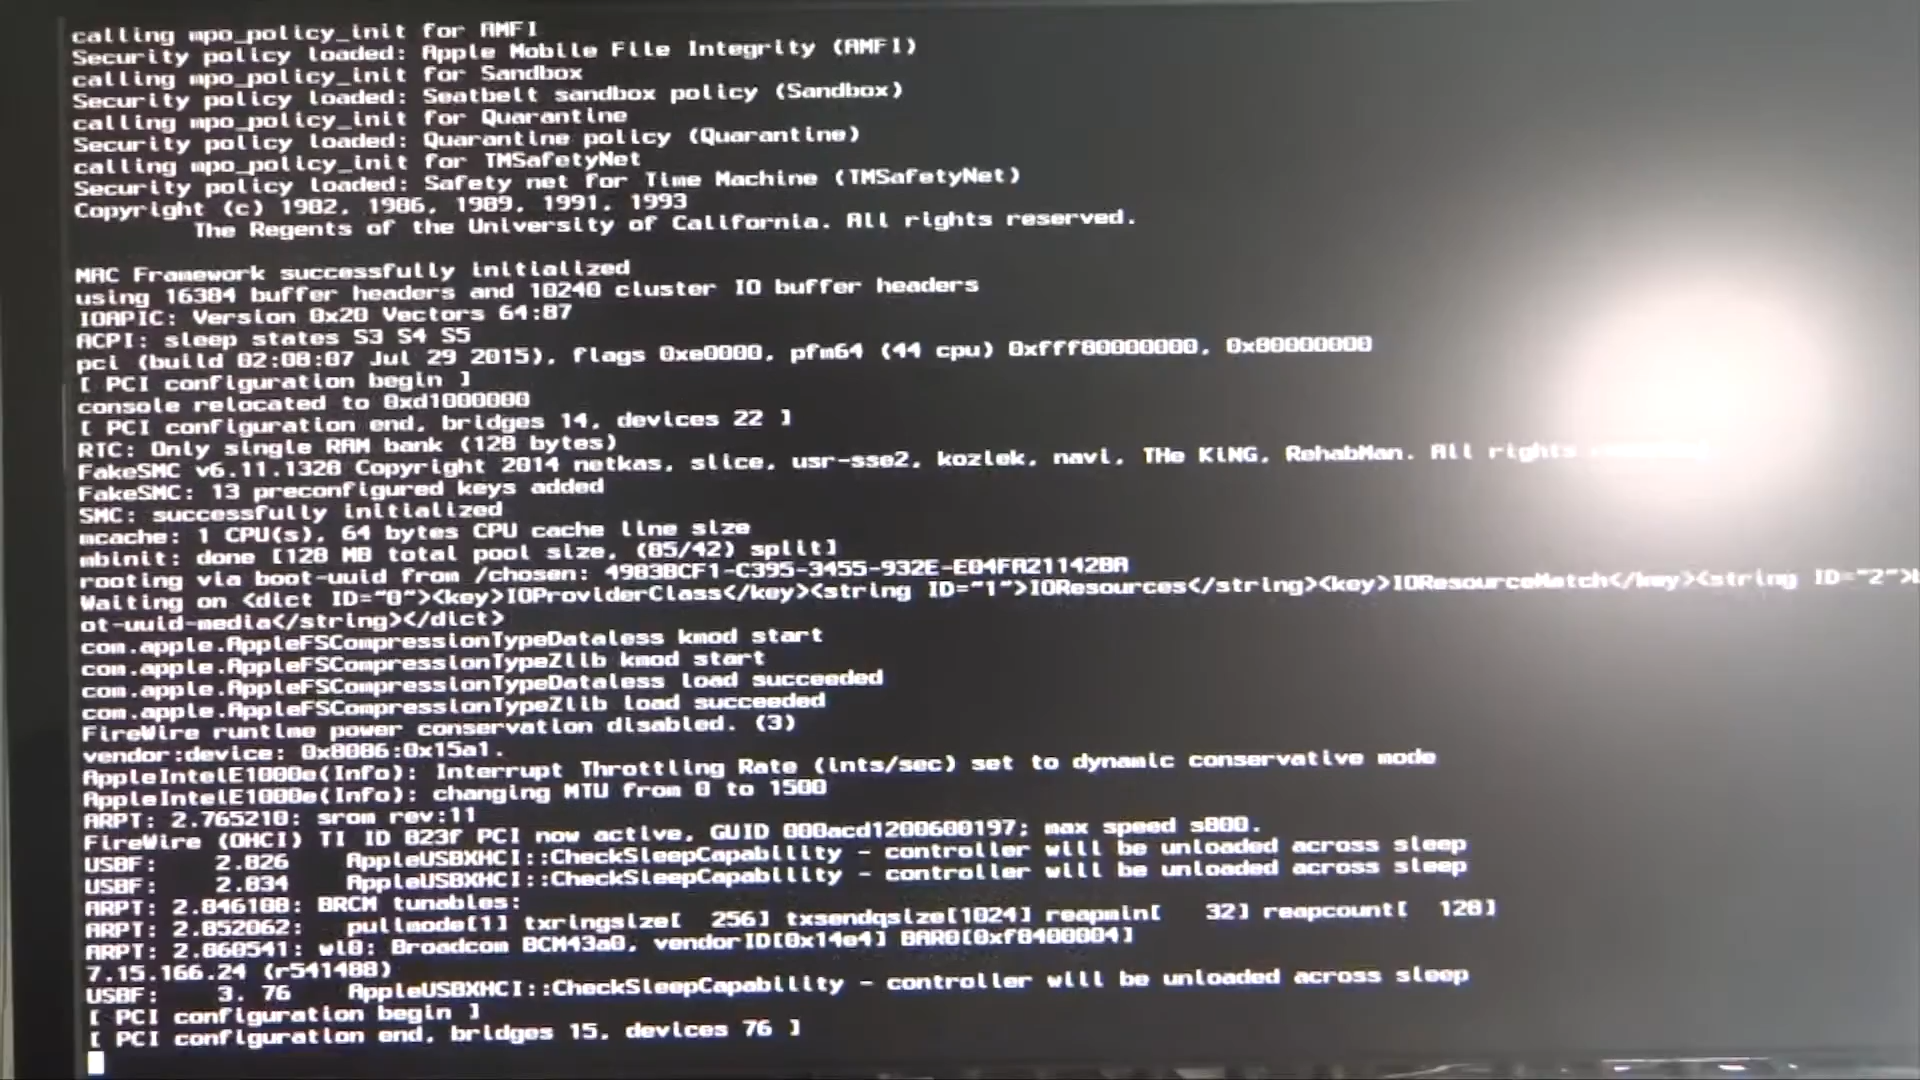 calling mpo_policy_init for AMFI
Security policy loaded: Apple Mobile File Integrity (AMFI)
calling mpo_policy_init for Sandbox
Security policy loaded: Seatbelt sandbox policy (Sandbox)
calling mpo_policy_init for Quarantine
Security policy loaded: Quarantine policy (Quarantine)
calling mpo_policy_init for TMSafetyNet
Security policy loaded: Safety net for Time Machine (TMSafetyNet)
Copyright (c) 1982, 1986, 1989, 1991, 1993
The Regents of the University of California. All rights reserved.
MAC Framework successfully initialized
using 16384 buffer headers and 10240 cluster IO buffer headers
IOAPIC: Version 0x20 Vectors 64:87
ACPI: sleep states S3 S4 S5
pci (build 02:08:07 Jul 29 2015), flags 0xe0000, pfm64 (44 cpu) 0xfff80000000, 0x80000000
[ PCI configuration begin ]
console relocated to 0xd1000000
[ PCI configuration end, bridges 14, devices 22 ]
RTC: Only single RAM bank (128 bytes)
FakeSMC v6.11.1328 Copyright 2014 netkas, slice, usr-sse2, kozlek, navi, THe KiNG, RehabMan. All rights
FakeSMC: 13 preconfigured keys added
SMC: successfully initialized
mcache: 1 CPU(s), 64 bytes CPU cache line size
mbinit: done [128 MB total pool size, (85/42) split]
rooting via boot-uuid from /chosen: 4983BCF1-C395-3455-932E-E04FA21142BA
Waiting on <dict ID="0"><key>IOProviderClass</key><string ID="1">IOResources</string><key>IOResourceMatch</key><string ID="2">b
ot-uuid-media</string></dict>
com.apple.AppleFSCompressionTypeDataless kmod start
com.apple.AppleFSCompressionTypeZlib kmod start
com.apple.AppleFSCompressionTypeDataless load succeeded
com.apple.AppleFSCompressionTypeZlib load succeeded
FireWire runtime power conservation disabled. (3)
vendor:device: 0x8086:0x15a1.
AppleIntelE1000e(Info): Interrupt Throttling Rate (ints/sec) set to dynamic conservative mode
AppleIntelE1000e(Info): changing MTU from 0 to 1500
ARPT: 2.765210: srom rev:11
FireWire (OHCI) TI ID 823f PCI now active, GUID 000acd1200600197; max speed s800.
USBF: 2.826 AppleUSBXHCI::CheckSleepCapability - controller will be unloaded across sleep
USBF: 2.834 AppleUSBXHCI::CheckSleepCapability - controller will be unloaded across sleep
ARPT: 2.846108: BRCM tunables:
ARPT: 2.852062: pullmode[1] txringsize[ 256] txsendqsize[1024] reapmin[ 32] reapcount[ 128]
ARPT: 2.860541: wl0: Broadcom BCM43a0, vendorID[0x14e4] BAR0[0xf8400004]
7.15.166.24 (r541488)
USBF: 3. 76 AppleUSBXHCI::CheckSleepCapability - controller will be unloaded across sleep
[ PCI configuration begin ]
[ PCI configuration end, bridges 15, devices 76 ]